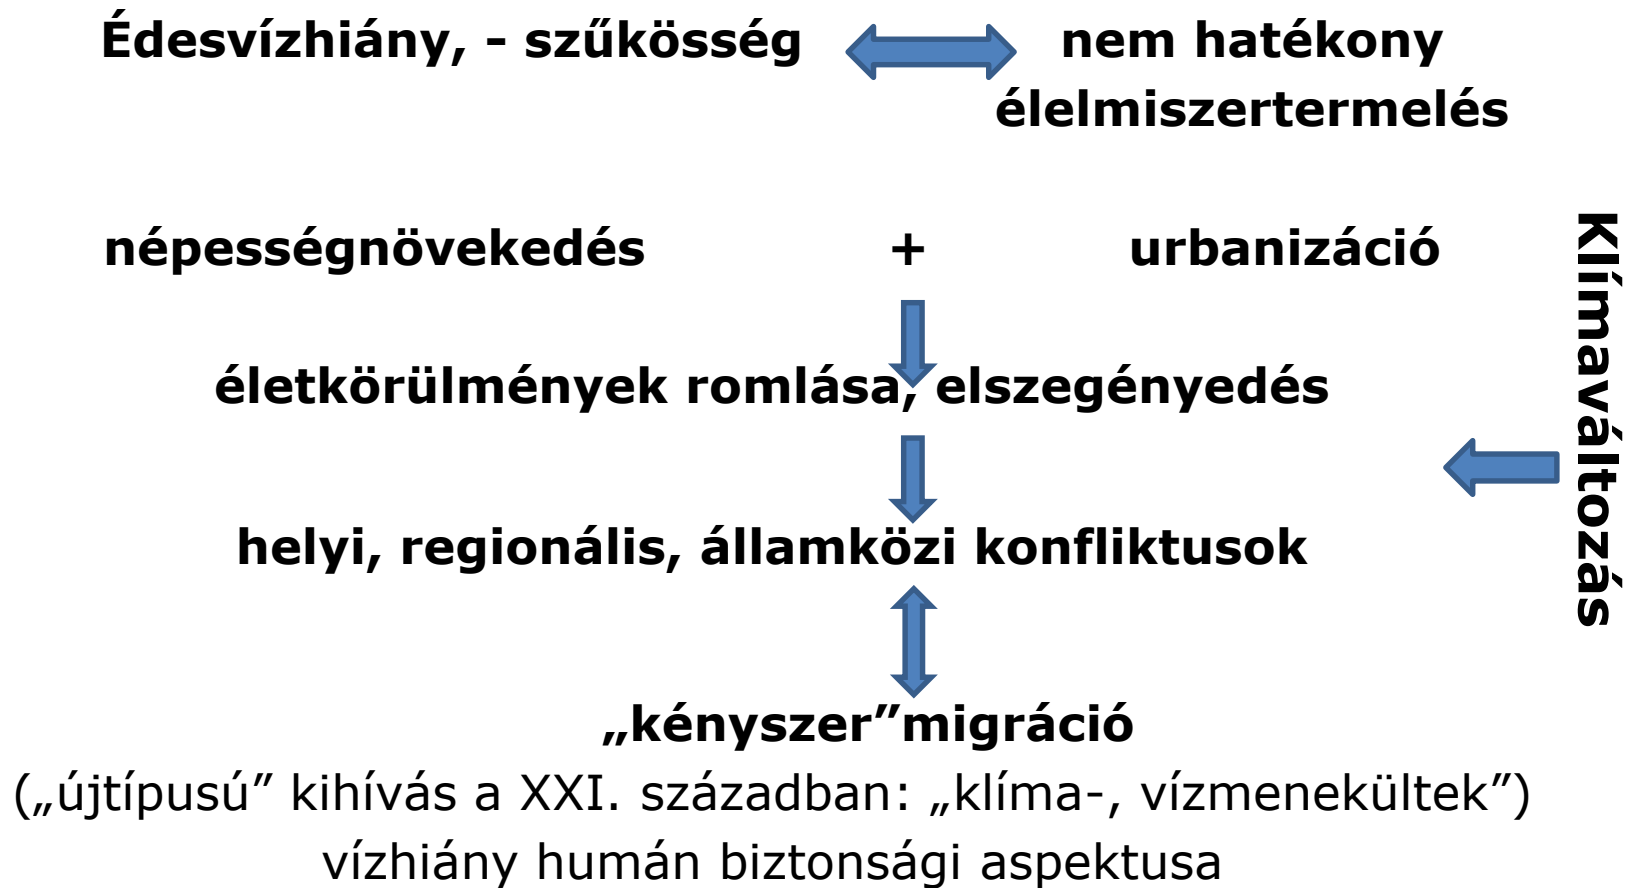 Édesvízhiány, - szűkösség nem hatékony
élelmiszertermelés
népességnövekedés + urbanizáció
életkörülmények romlása, elszegényedés
helyi, regionális, államközi konfliktusok
„kényszer”migráció
(„újtípusú” kihívás a XXI. században: „klíma-, vízmenekültek”)
vízhiány humán biztonsági aspektusa
Klímaváltozás